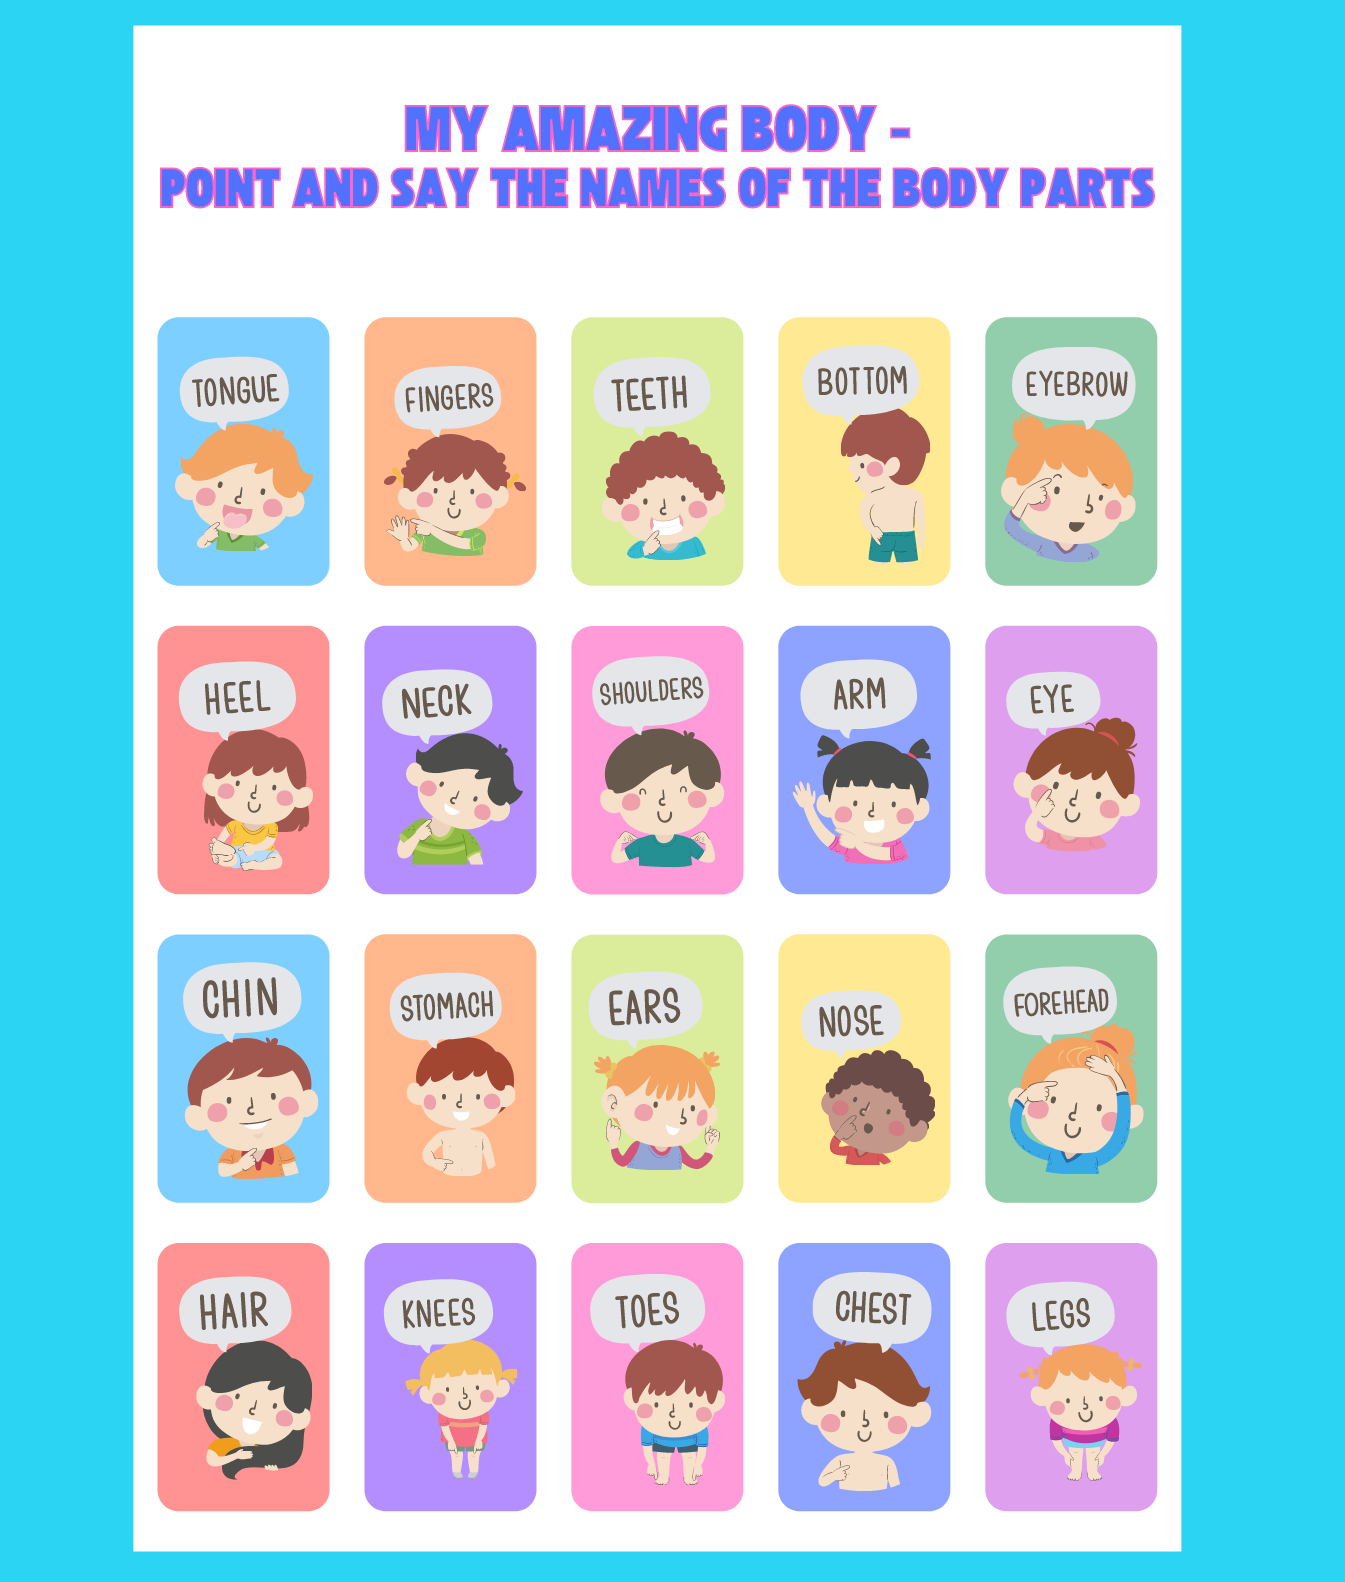 MY AMAZING BODY -
POINT AND SAY THE NAMES OF THE BODY PARTS
TONGUE
FINGERS
TEETH
BOTTOM
EYEBROW
HEEL
NECK
SHOULDERS
ARM
EYE
CHIN
STOMACH
EARS
NOSE
FOREHEAD
HAIR
KNEES
TOES
CHEST
LEGS